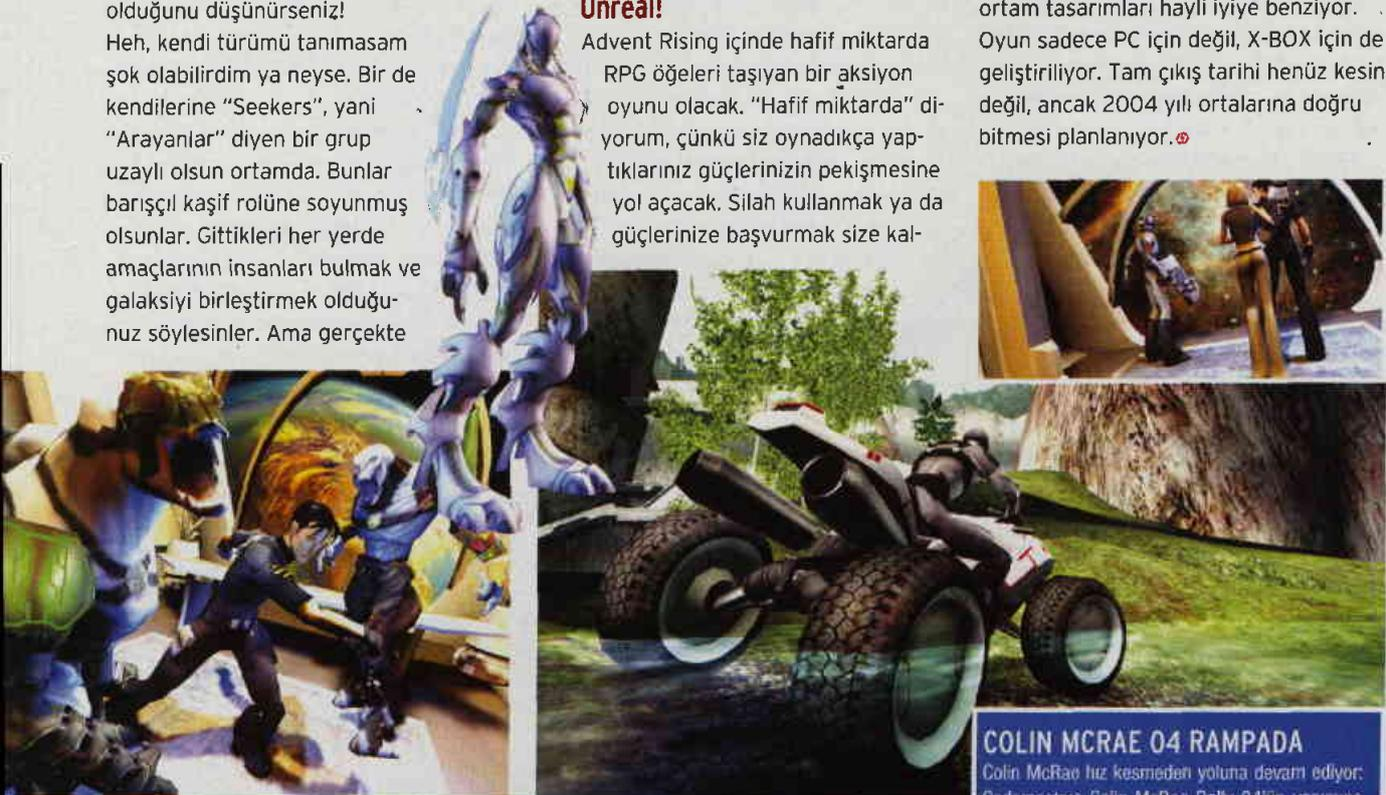 olduğunu düşünürseniz!
Heh, kendi türümü tanımasam
şok olabilirdim ya neyse. Bir de
kendilerine "Seekers", yani
"Arayanlar" diyen bir grup
uzaylı olsun ortamda. Bunlar
barışçıl kaşif rolüne soyunmuş
olsunlar. Gittikleri her yerde
amaçlarının insanları bulmak ve
galaksiyi birleştirmek olduğu-
nuz söylesinler. Ama gerçekte
Unreal!
Advent Rising içinde hafif miktarda
RPG öğeleri taşıyan bir aksiyon
oyunu olacak. "Hafif miktarda" di-
yorum, çünkü siz oynadıkça yap-
tıklarınız güçlerinizin pekişmesine
yol açacak. Silah kullanmak ya da
güçlerinize başvurmak size kal-
ortam tasarımları hayli iyiye benziyor.
Oyun sadece PC için değil, X-BOX için de
geliştiriliyor. Tam çıkış tarihi henüz kesin
değil, ancak 2004 yılı ortalarına doğru
bitmesi planlanıyor.
COLIN MCRAE 04 RAMPADA
Colin McRae hız kesmeden yoluna devam ediyor: